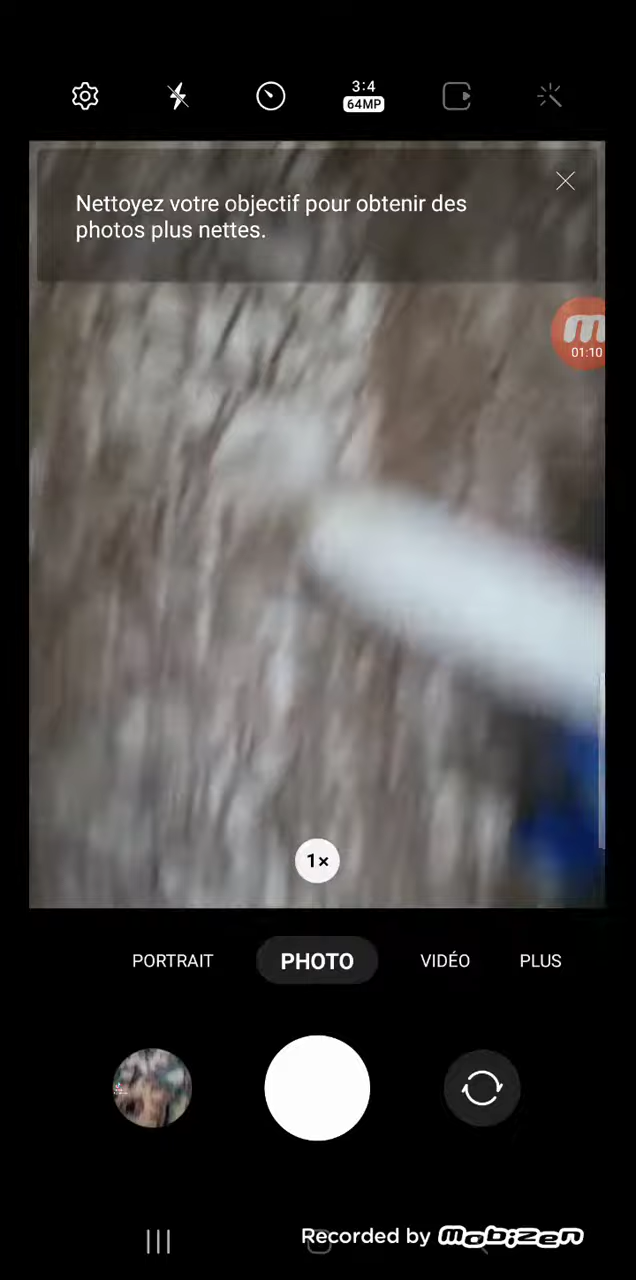 3:4
64MP
Nettoyez votre objectif pour obtenir des
photos plus nettes.
m
01:10
1×
PORTRAIT PHOTO VIDÉO PLUS
Recorded by mobizen